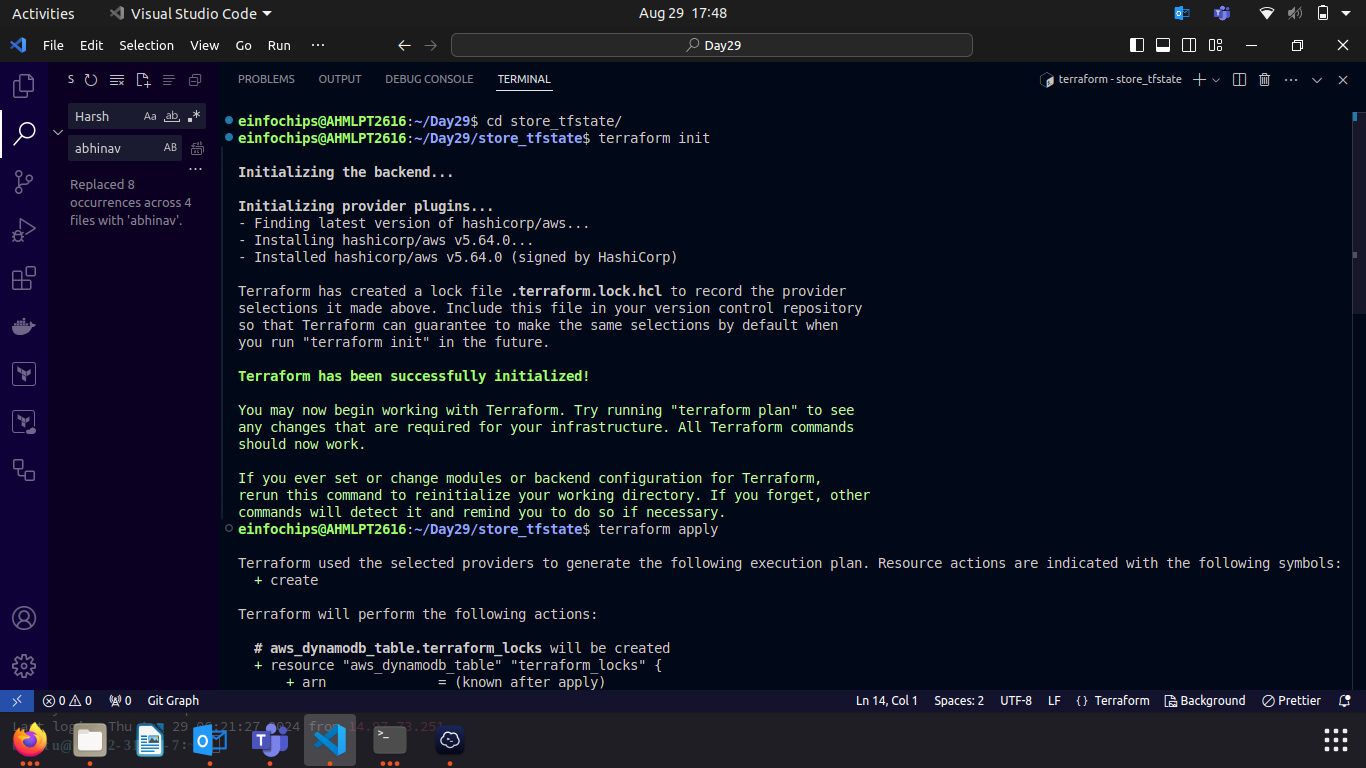 Activities Visual Studio Code Aug 29 17:48
File Edit Selection View Go Run ··· Day29
S PROBLEMS OUTPUT DEBUG CONSOLE TERMINAL terraform - store_tfstate
Harsh Aa ab
abhinav AB
Replaced 8
occurrences across 4
files with 'abhinav'.
einfochips@AHMLPT2616:~/Day29$ cd store_tfstate/
einfochips@AHMLPT2616:~/Day29/store_tfstate$ terraform init
Initializing the backend...
Initializing provider plugins...
- Finding latest version of hashicorp/aws...
- Installing hashicorp/aws v5.64.0...
- Installed hashicorp/aws v5.64.0 (signed by HashiCorp)
Terraform has created a lock file .terraform.lock.hcl to record the provider
selections it made above. Include this file in your version control repository
so that Terraform can guarantee to make the same selections by default when
you run "terraform init" in the future.
Terraform has been successfully initialized!
You may now begin working with Terraform. Try running "terraform plan" to see
any changes that are required for your infrastructure. All Terraform commands
should now work.
If you ever set or change modules or backend configuration for Terraform,
rerun this command to reinitialize your working directory. If you forget, other
commands will detect it and remind you to do so if necessary.
einfochips@AHMLPT2616:~/Day29/store_tfstate$ terraform apply
Terraform used the selected providers to generate the following execution plan. Resource actions are indicated with the following symbols:
+ create
Terraform will perform the following actions:
# aws_dynamodb_table.terraform_locks will be created
+ resource "aws_dynamodb_table" "terraform_locks" {
+ arn = (known after apply)
0 0 0 Git Graph Ln 14, Col 1 Spaces: 2 UTF-8 LF { } Terraform Background Prettier